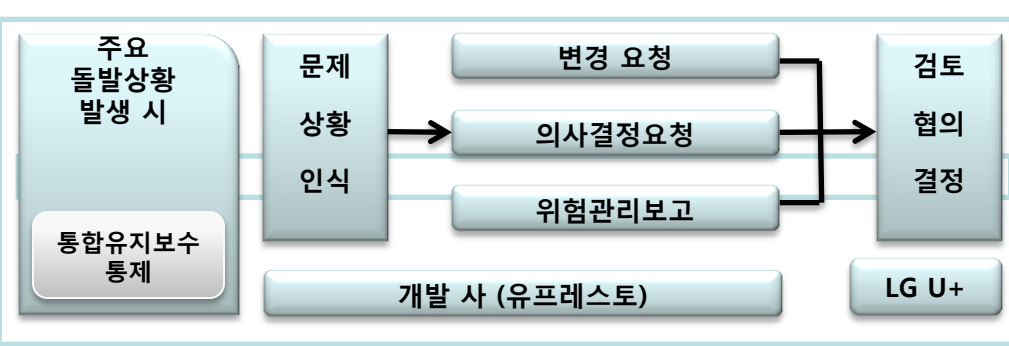 주요
돌발상황
발생 시
통합유지보수
통제
문제
상황
인식
변경 요청
의사결정요청
위험관리보고
검토
협의
결정
개발 사 (유프레스토)
LG U+